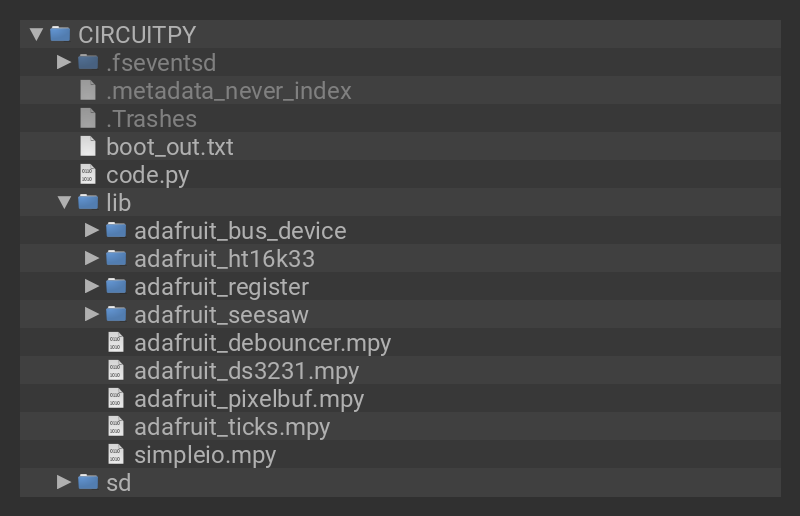 CIRCUITPY
.fseventsd
.metadata_never_index
.Trashes
boot_out.txt
code.py
lib
adafruit_bus_device
adafruit_ht16k33
adafruit_register
adafruit_seesaw
adafruit_debouncer.mpy
adafruit_ds3231.mpy
adafruit_pixelbuf.mpy
adafruit_ticks.mpy
simpleio.mpy
sd